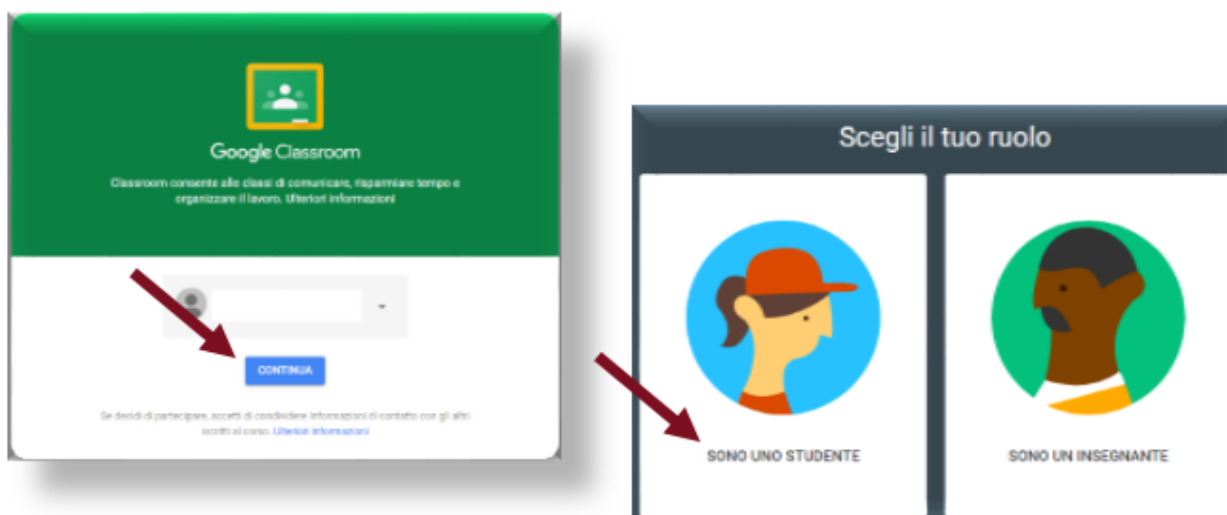 Google Classroom
Classroom consente alle classi di comunicare, risparmiare tempo e
organizzare il lavoro. Ulteriori informazioni
CONTINUA
Se decidi di partecipare, accetti di condividere informazioni di contatto con gli altri
iscritti al corso. Ulteriori informazioni
Scegli il tuo ruolo
SONO UNO STUDENTE
SONO UN INSEGNANTE